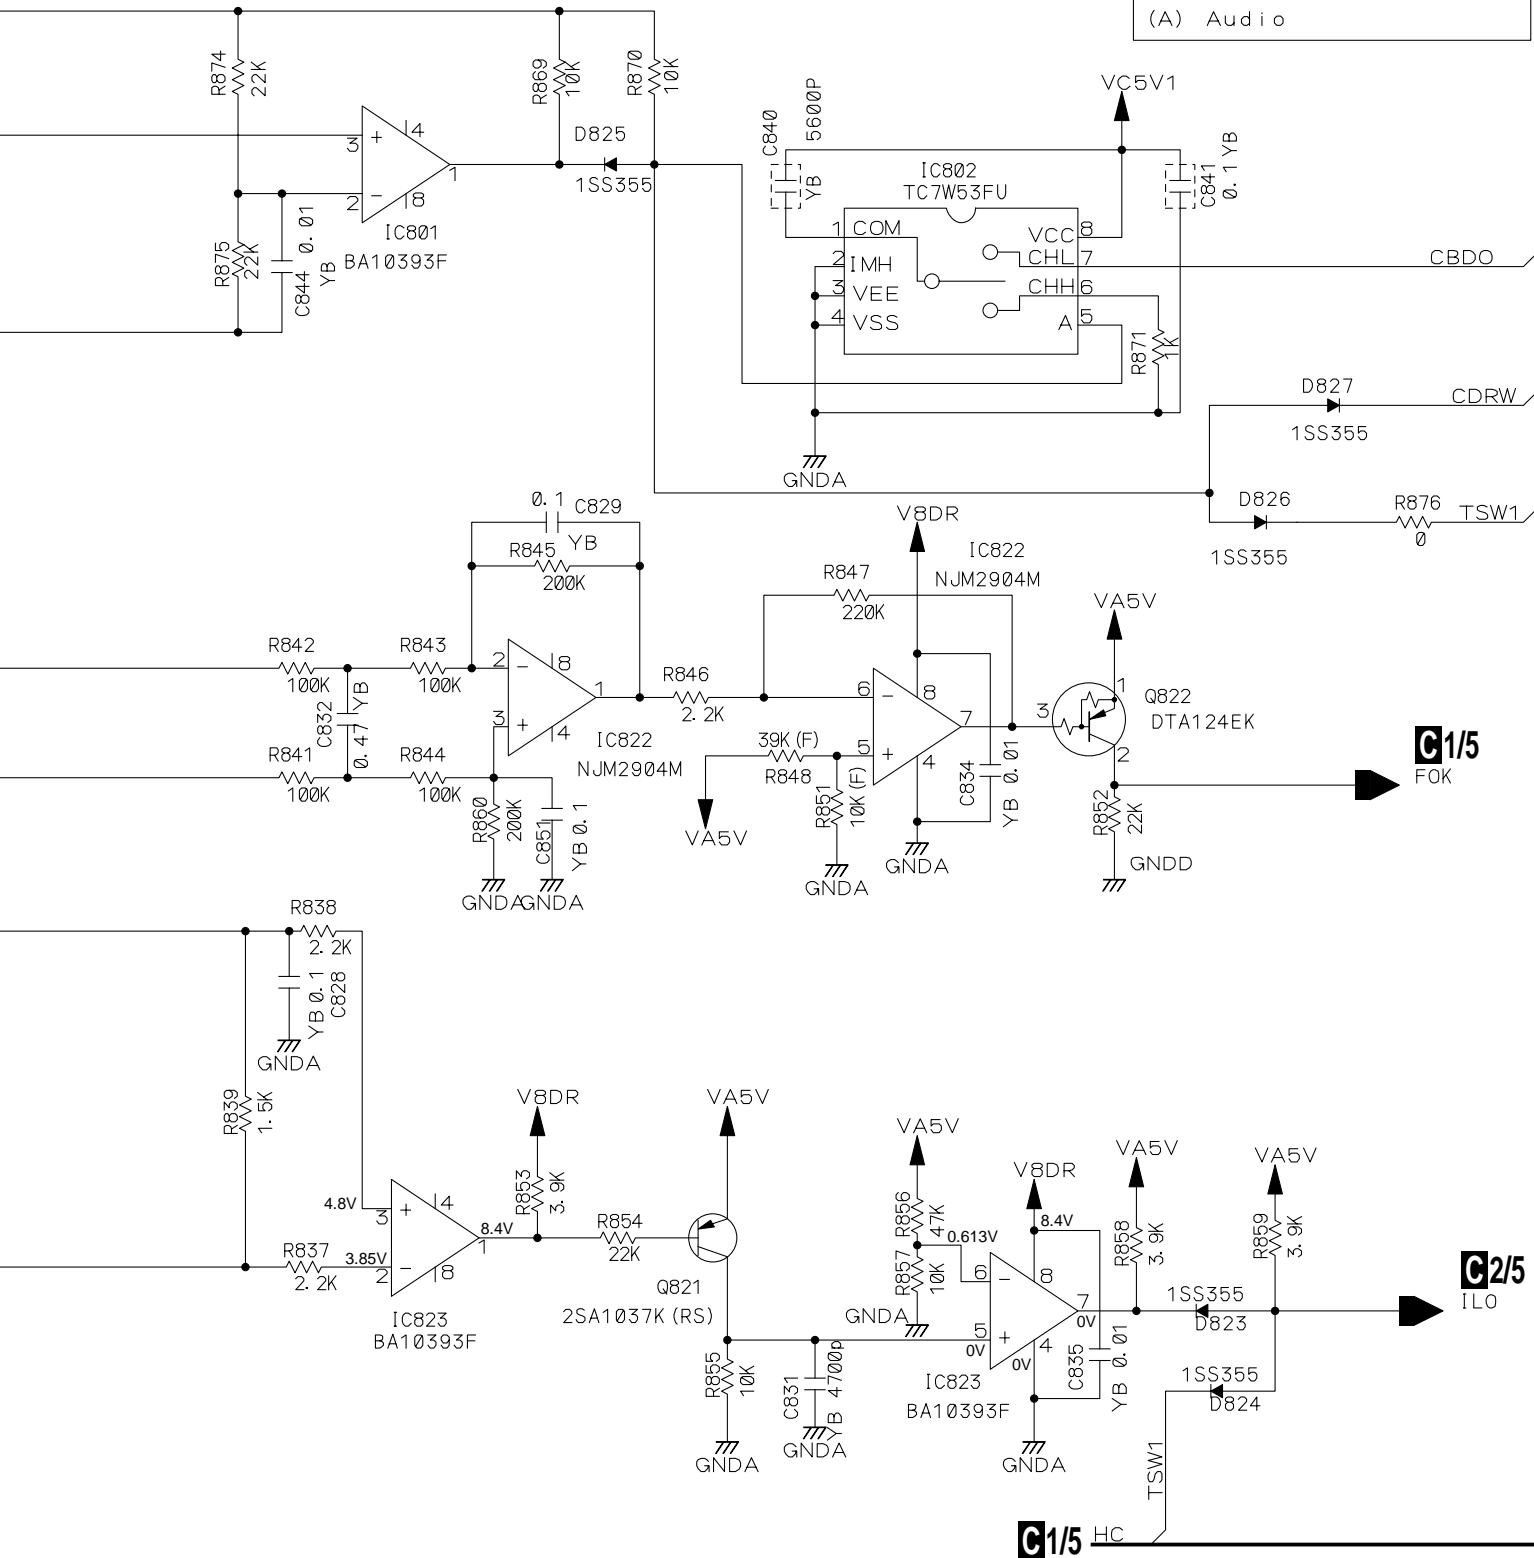 (A) Audio
R874
22K
R869
10K
R870
10K
VC5V1
C840
5600P
YB
C841
0.1 YB
D825
1SS355
3
+
4
1
2
-
8
IC801
BA10393F
R875
22K
C844
0.01
YB
IC802
TC7W53FU
1
COM
VCC
8
2
IMH
CHL
7
3
VEE
CHH
6
4
VSS
A
5
R871
1K
GNDA
CBDO
D827
1SS355
CDRW
D826
1SS355
R876
0
TSW1
0.1
C829
YB
R845
200K
V8DR
IC822
NJM2904M
R847
220K
VA5V
R842
100K
R843
100K
C832
0.47 YB
R841
100K
R844
100K
2
-
8
1
3
+
4
IC822
NJM2904M
R846
2.2K
R860
200K
C851
YB 0.1
GNDA
GNDA
39K(F)
R848
VA5V
R851
10K(F)
GNDA
6
-
8
7
5
+
4
C834
YB 0.01
GNDA
3
1
2
Q822
DTA124EK
R852
22K
GNDD
C 1/5
FOK
R838
2.2K
YB 0.1
C828
GNDA
R839
1.5K
4.8V
3
+
4
8.4V
1
R837
2.2K
3.85V
2
-
8
IC823
BA10393F
V8DR
R853
3.9K
R854
22K
VA5V
Q821
2SA1037K(RS)
R855
10K
GNDA
C831
YB 4700p
GNDA
VA5V
R856
47K
0.613V
R857
10K
GNDA
V8DR
8.4V
6
-
8
7
0V
5
+
4
0V
0V
IC823
BA10393F
C835
YB 0.01
GNDA
VA5V
R858
3.9K
VA5V
R859
3.9K
1SS355
D823
1SS355
D824
C 2/5
ILO
TSW1
C 1/5
HC